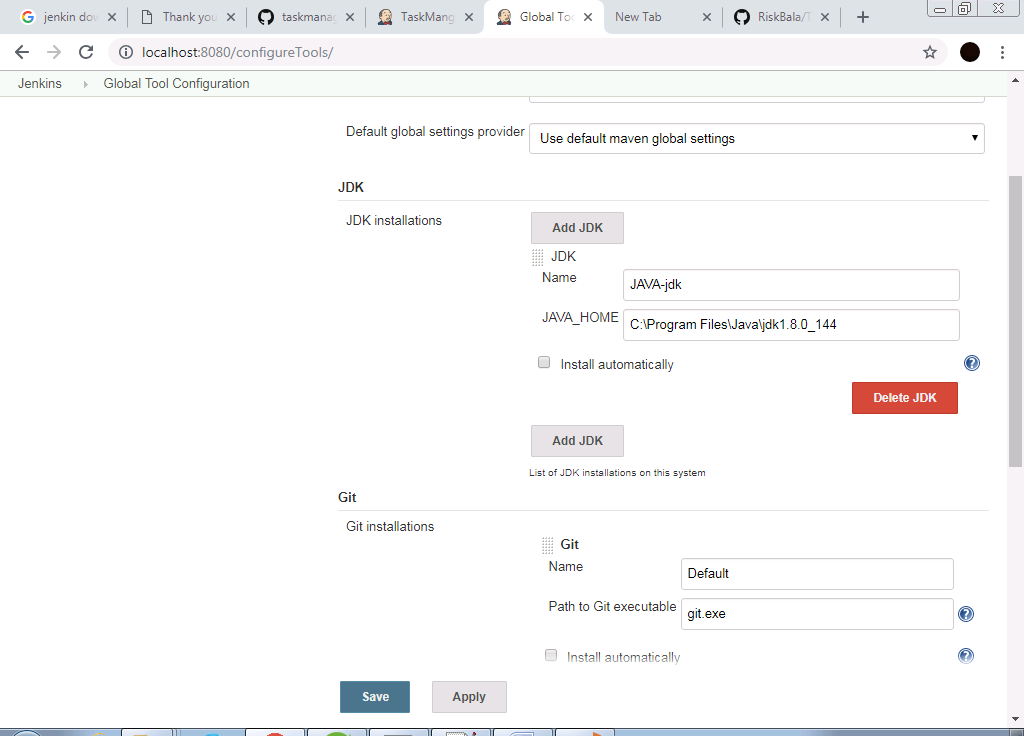 jenkin do
Thank you
taskmanag
TaskMang
Global Too
New Tab
RiskBala/T
localhost:8080/configureTools/
Jenkins Global Tool Configuration
Default global settings provider Use default maven global settings
JDK
JDK installations
Add JDK
JDK
Name JAVA-jdk
JAVA_HOME C:\Program Files\Java\jdk1.8.0_144
Install automatically
Delete JDK
Add JDK
List of JDK installations on this system
Git
Git installations
Git
Name Default
Path to Git executable git.exe
Install automatically
Save Apply